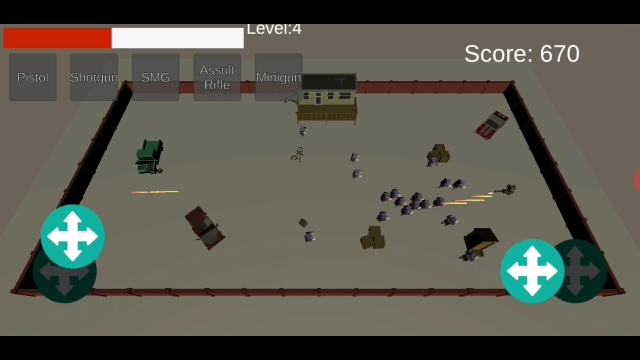 Level:4
Score: 670
Pistol
Shotgun
SMG
Assult
Rifle
Minigun